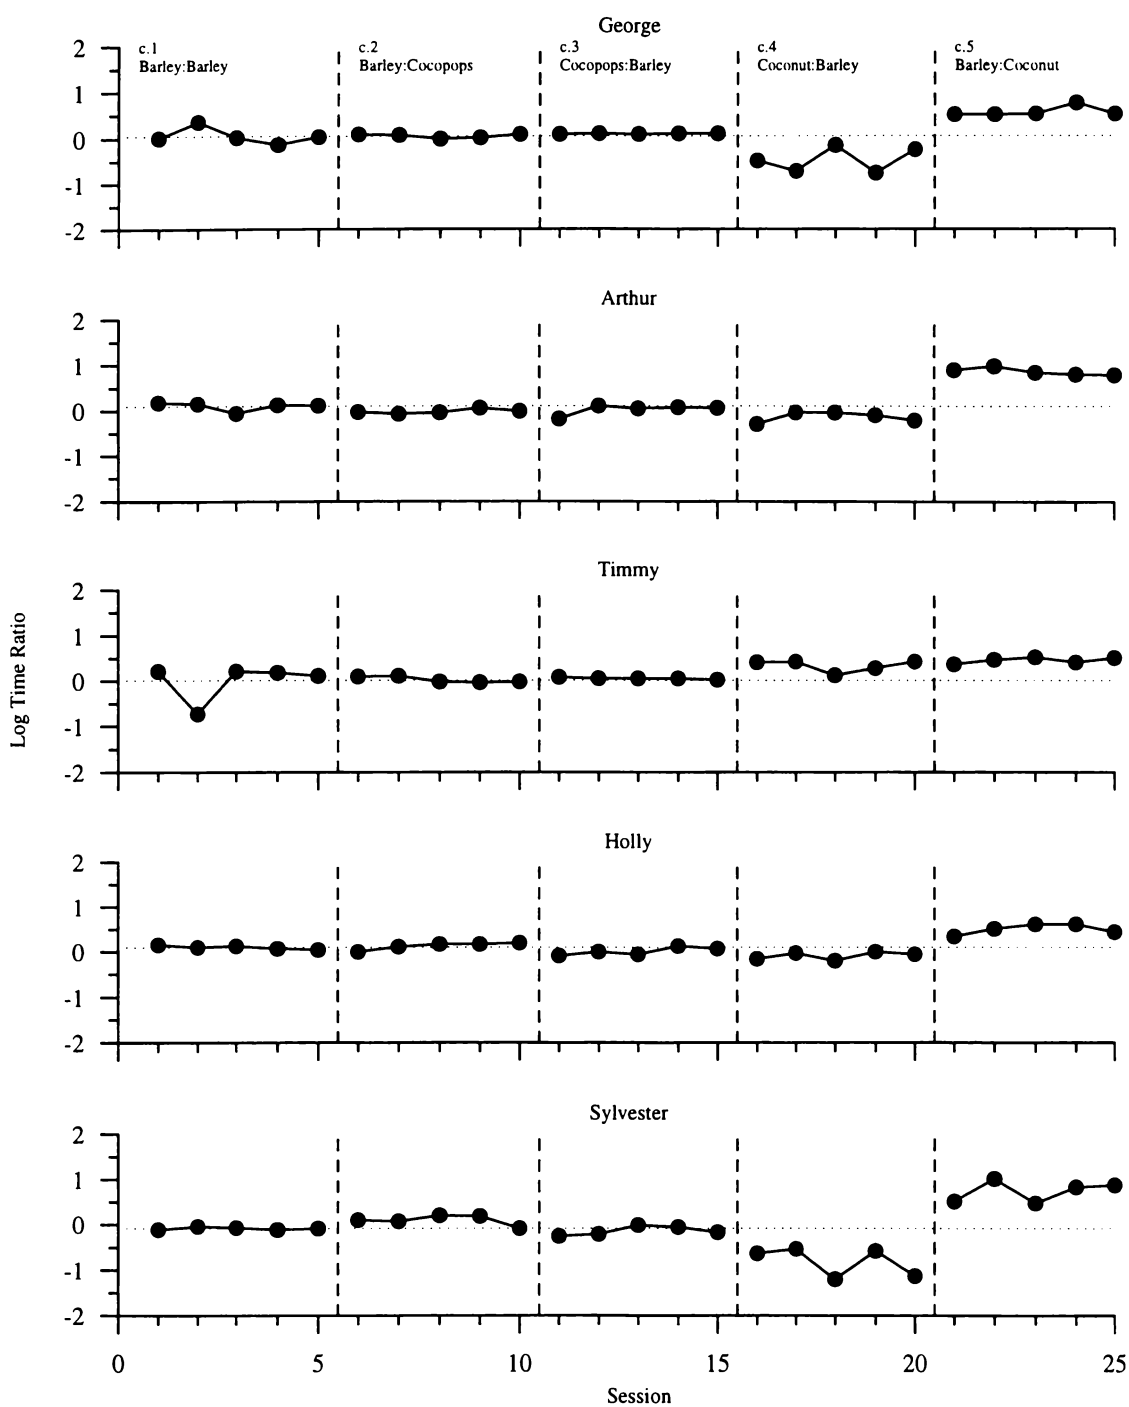 George
c.1 c.2 c.3 c.4 c.5
Barley:Barley Barley:Cocopops Cocopops:Barley Coconut:Barley Barley:Coconut
2
1
0
-1
-2
Arthur
2
1
0
-1
-2
Timmy
2
1
0
-1
-2
Log Time Ratio
Holly
2
1
0
-1
-2
Sylvester
2
1
0
-1
-2
0 5 10 15 20 25
Session